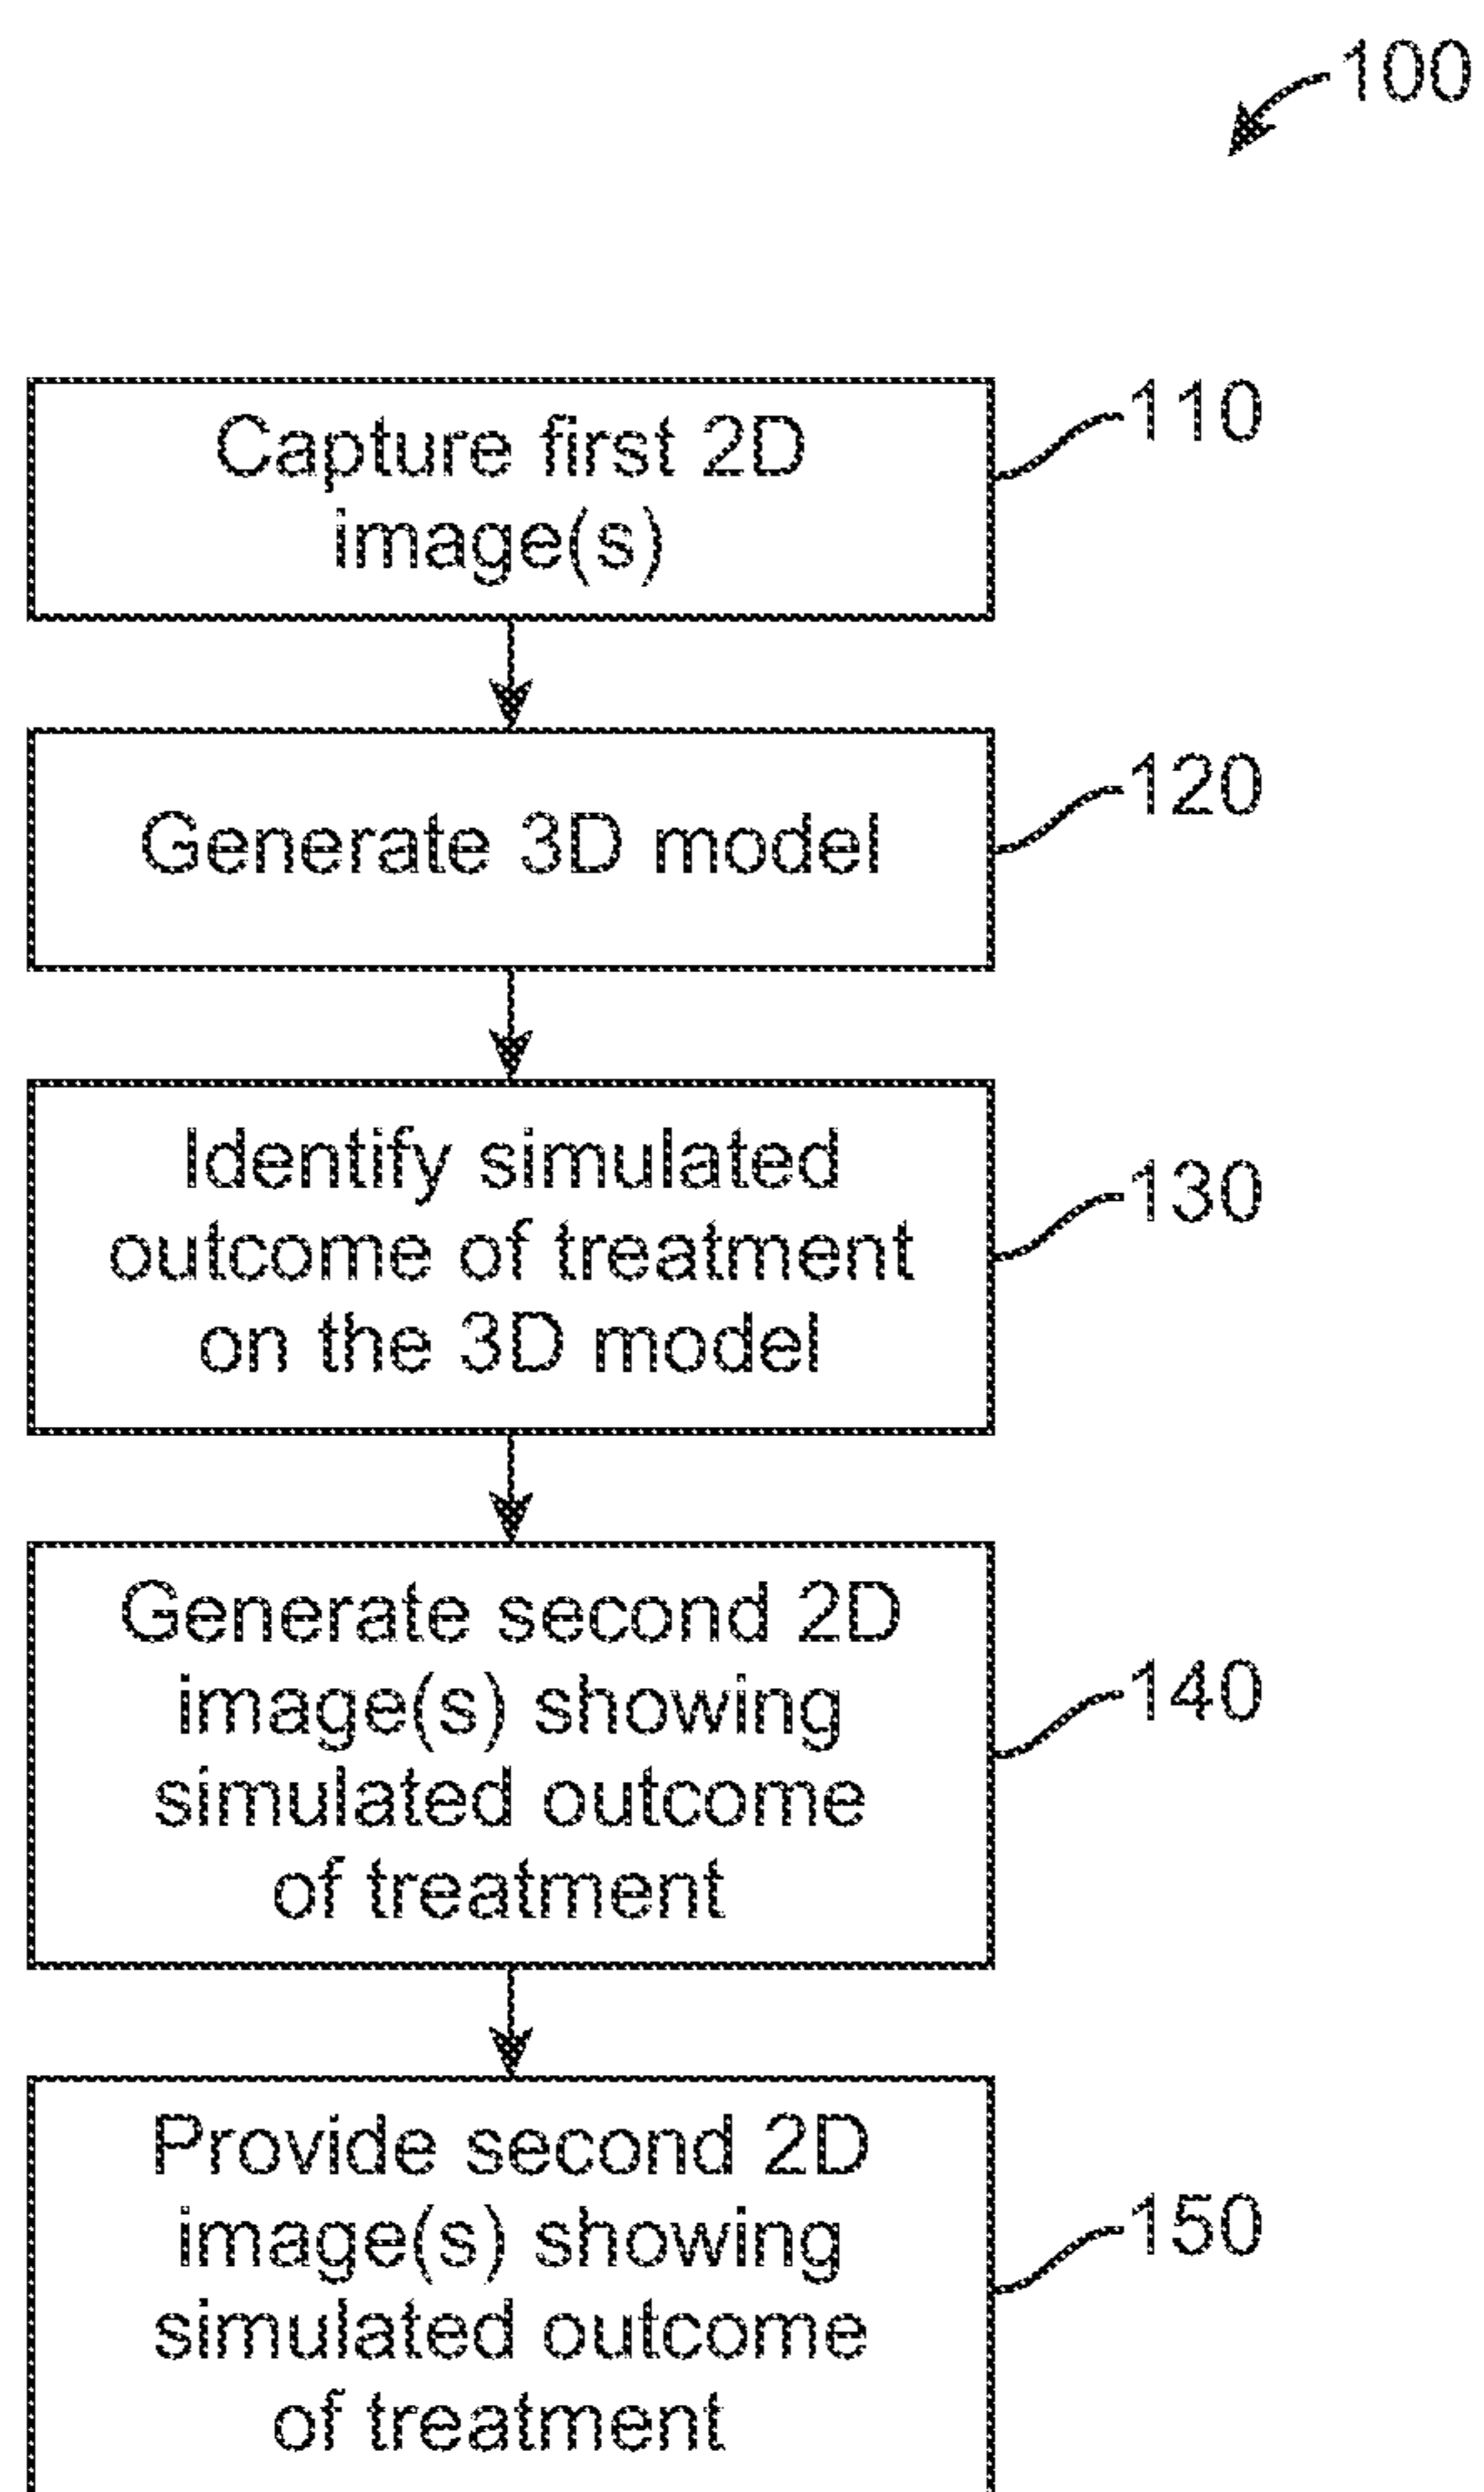 100
Capture first 2D
image(s)
110
Generate 3D model
120
Identify simulated
outcome of treatment
on the 3D model
130
Generate second 2D
image(s) showing
simulated outcome
of treatment
140
Provide second 2D
image(s) showing
simulated outcome
of treatment
150